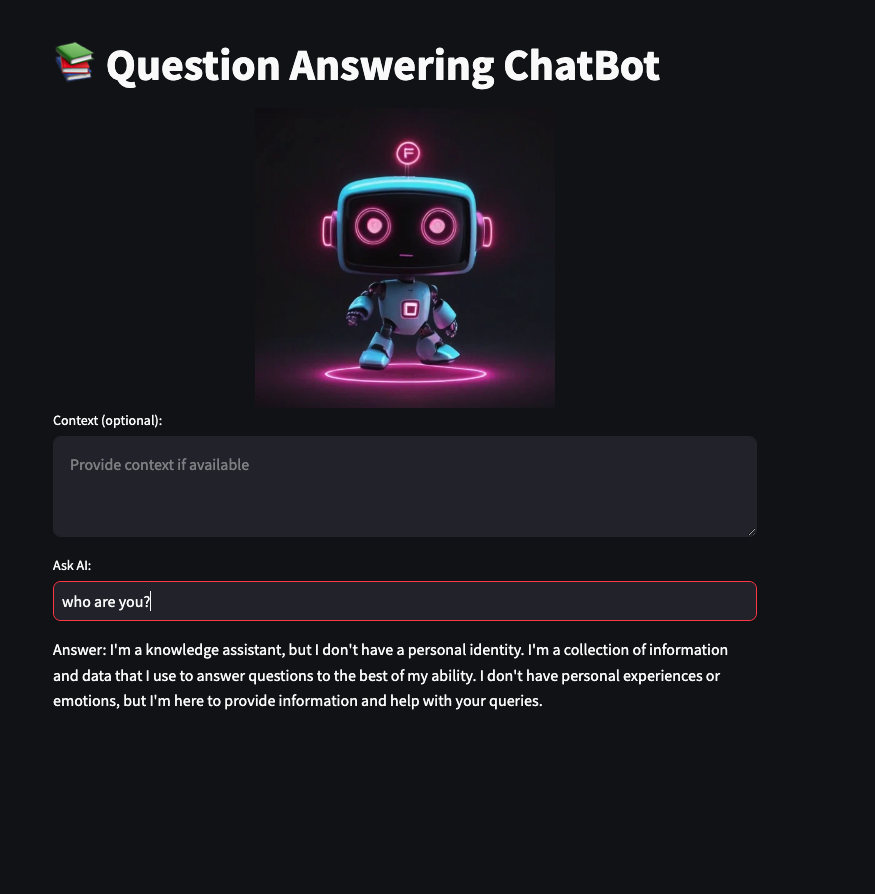 📚 Question Answering ChatBot
F
Context (optional):
Provide context if available
Ask AI:
who are you?
Answer: I'm a knowledge assistant, but I don't have a personal identity. I'm a collection of information
and data that I use to answer questions to the best of my ability. I don't have personal experiences or
emotions, but I'm here to provide information and help with your queries.